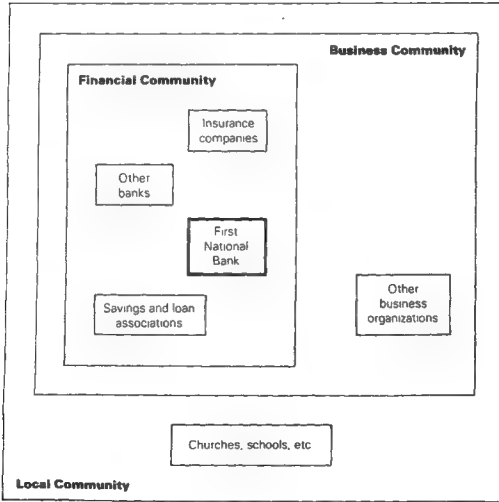 Business Community
Financial Community
Insurance
companies
Other
banks
First
National
Bank
Savings and loan
associations
Other
business
organizations
Churches, schools, etc
Local Community